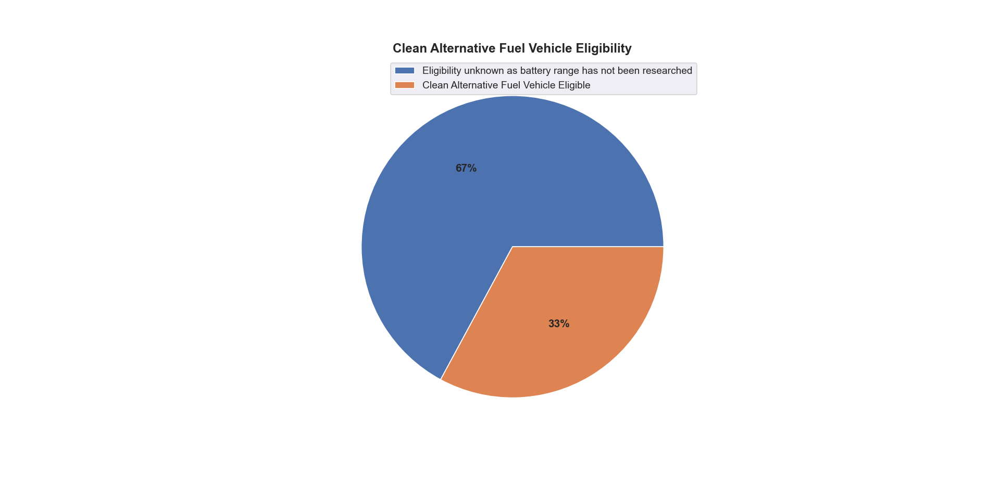 Clean Alternative Fuel Vehicle Eligibility
Eligibility unknown as battery range has not been researched
Clean Alternative Fuel Vehicle Eligible
67%
33%